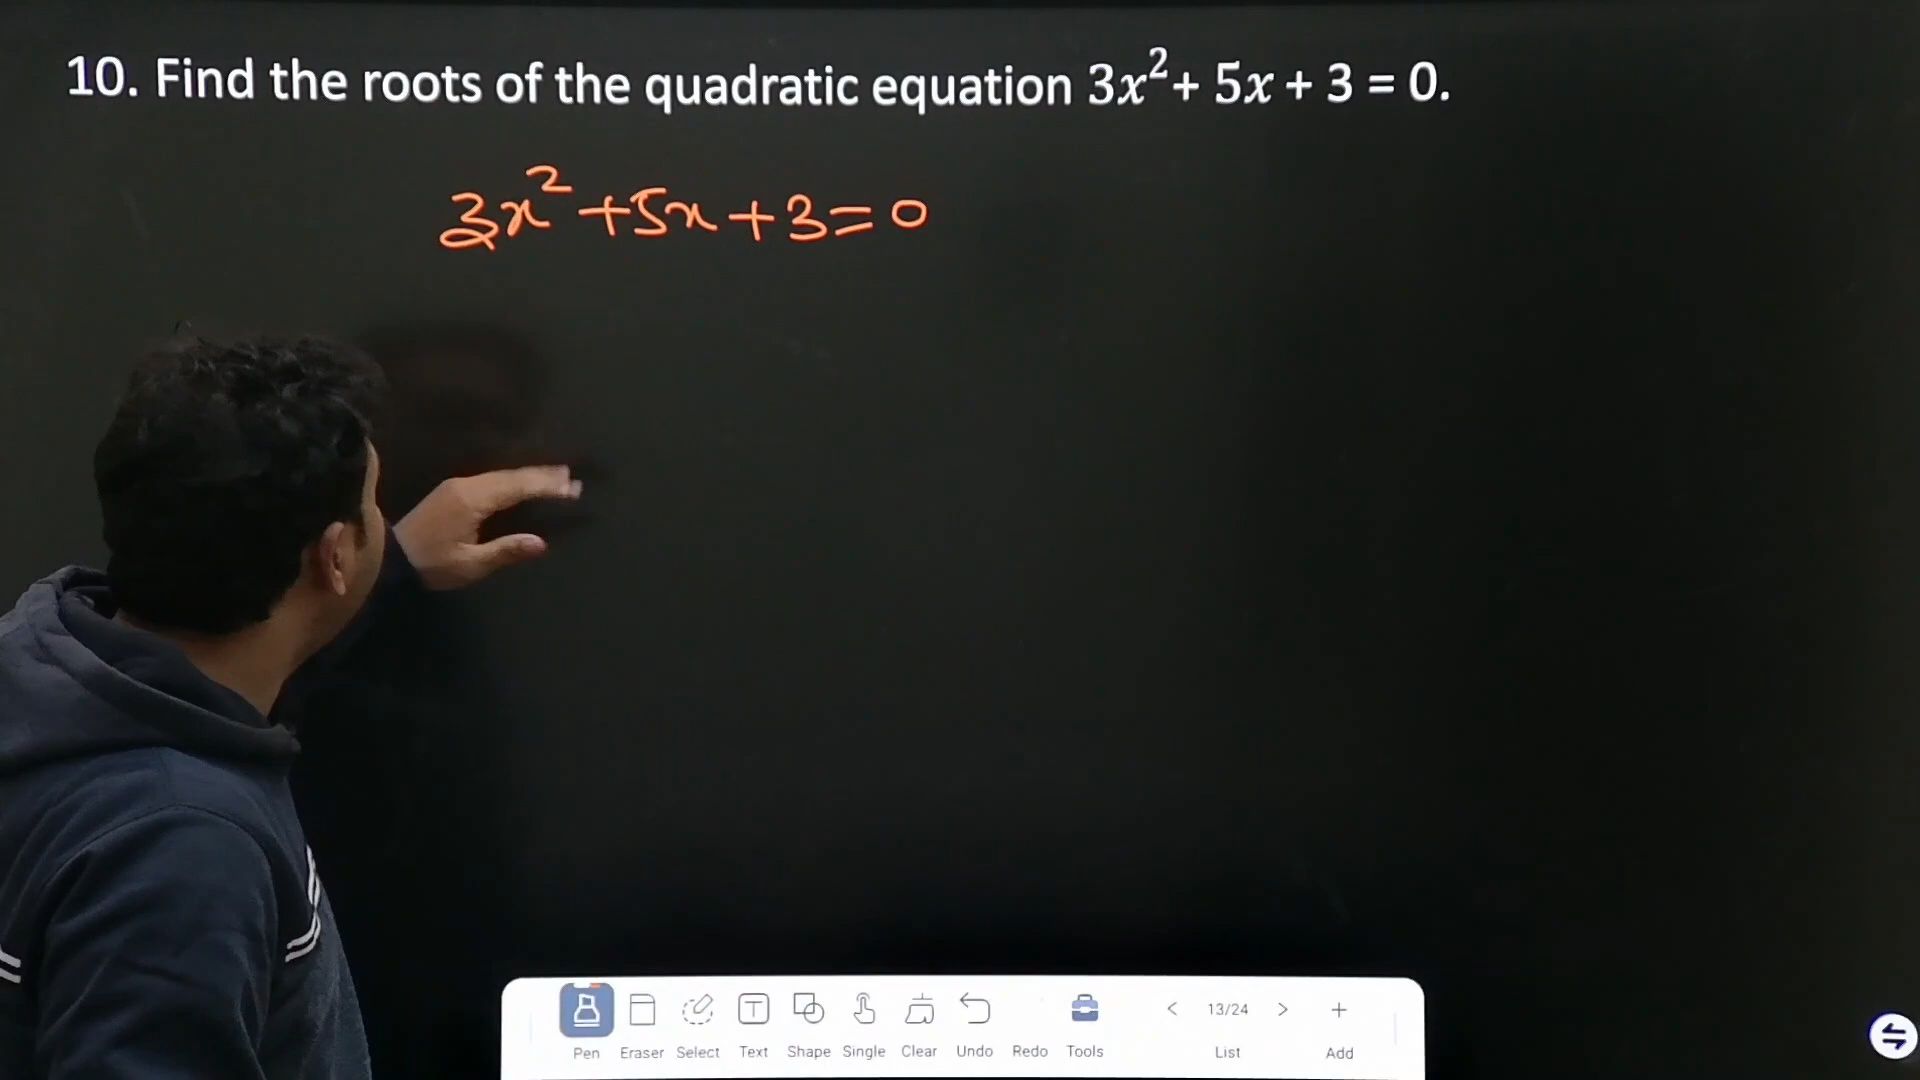 10. Find the roots of the quadratic equation 3x²+ 5x + 3 = 0.
3x² +5x+3=0
Pen Eraser Select Text Shape Single Clear Undo Redo Tools < 13/24 > List + Add